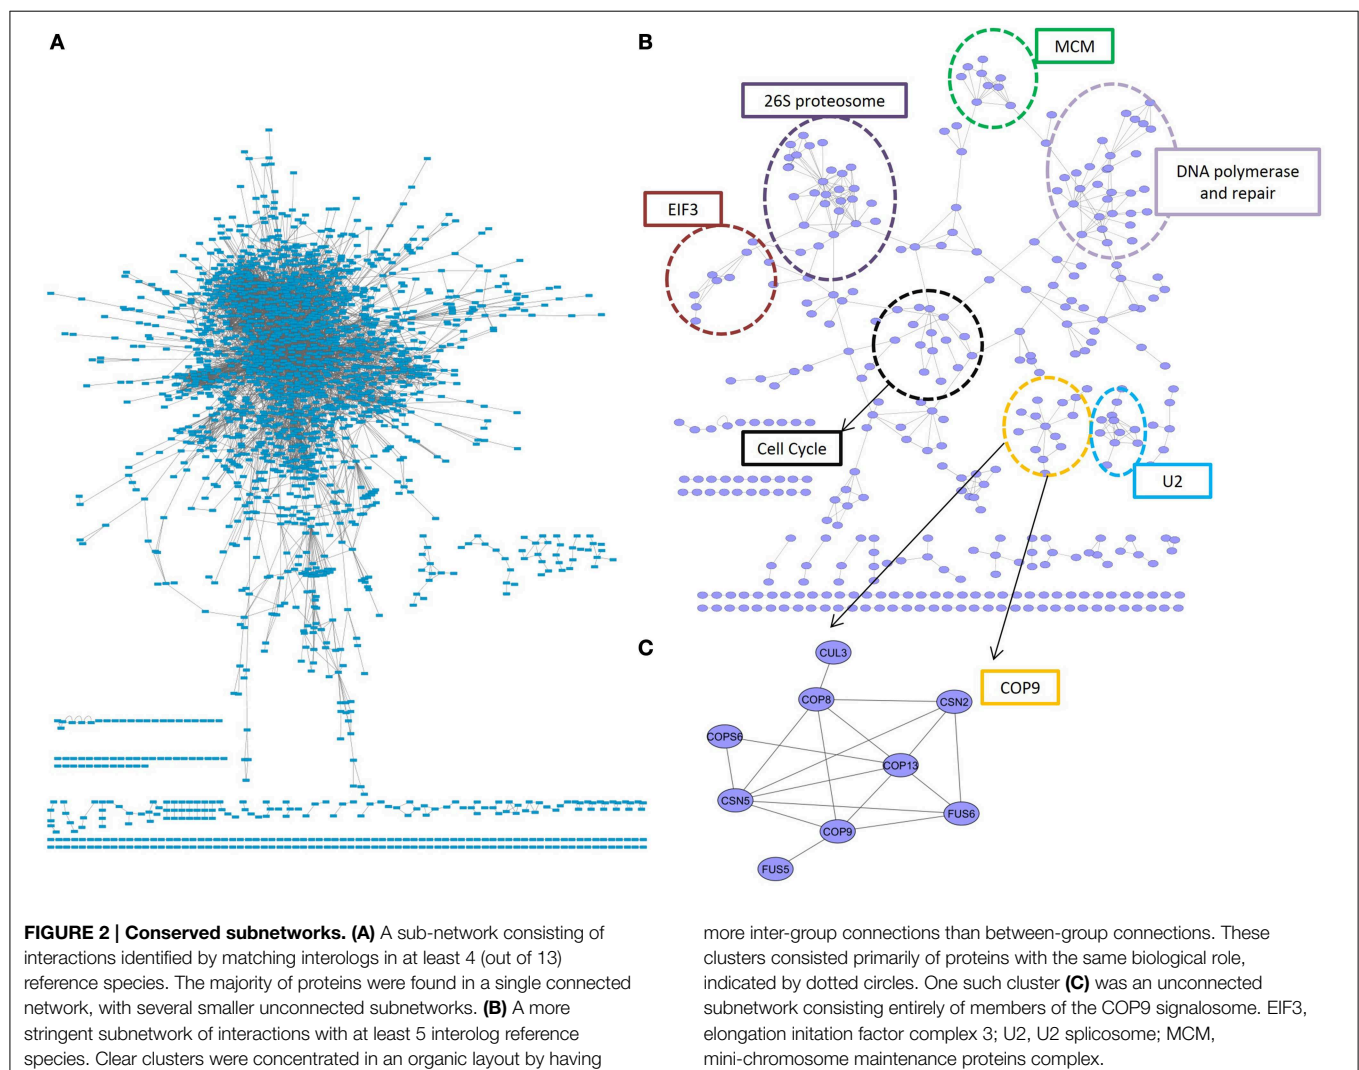 A
B
MCM
26S proteosome
DNA polymerase
and repair
EIF3
Cell Cycle
U2
C
CUL3
COP8
CSN2
COP9
COPS6
COP13
CSN5
FUS6
COP9
FUS5
FIGURE 2 | Conserved subnetworks. (A) A sub-network consisting of
interactions identified by matching interologs in at least 4 (out of 13)
reference species. The majority of proteins were found in a single connected
network, with several smaller unconnected subnetworks. (B) A more
stringent subnetwork of interactions with at least 5 interolog reference
species. Clear clusters were concentrated in an organic layout by having
more inter-group connections than between-group connections. These
clusters consisted primarily of proteins with the same biological role,
indicated by dotted circles. One such cluster (C) was an unconnected
subnetwork consisting entirely of members of the COP9 signalosome. EIF3,
elongation initation factor complex 3; U2, U2 splicosome; MCM,
mini-chromosome maintenance proteins complex.